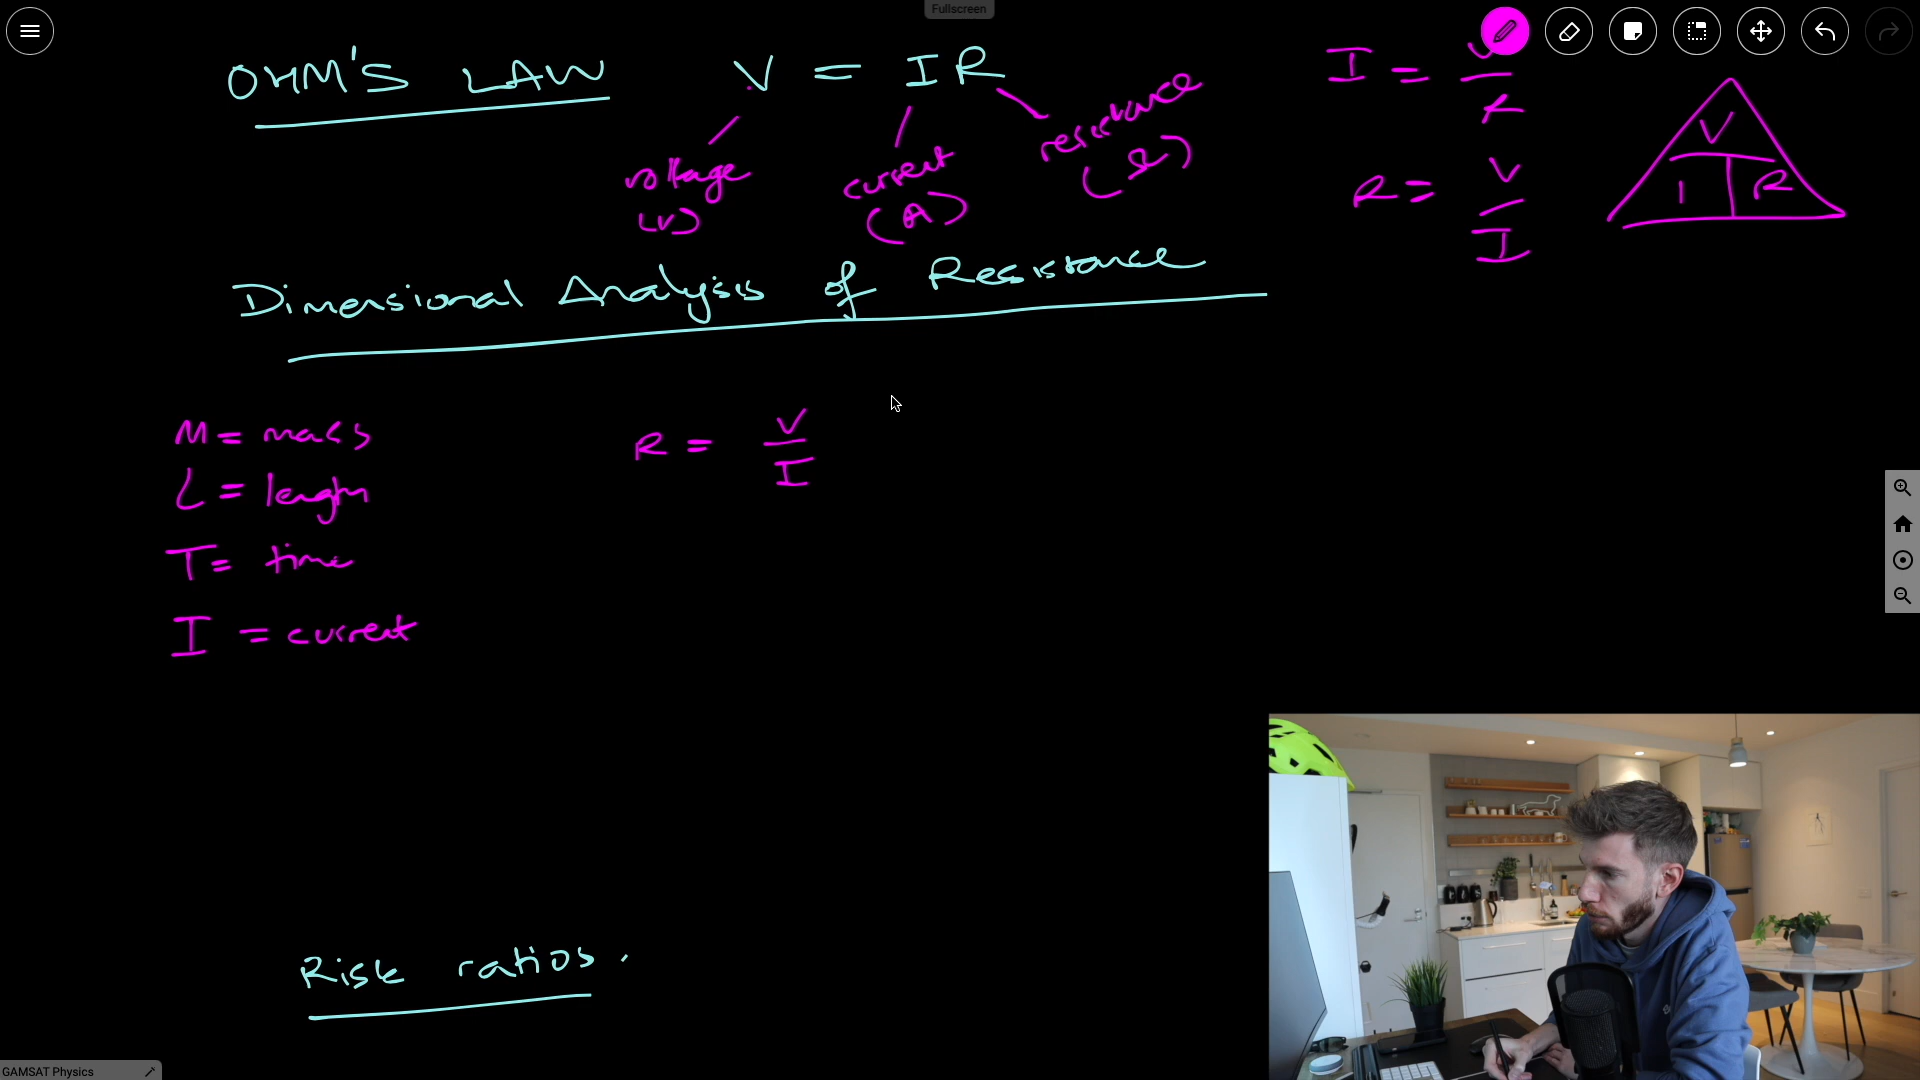 Fullscreen
OHM'S LAW V = IR
voltage (V)
current (A)
resistance (Ω)
I = V/R
R = V/I
V
I R
Dimensional Analysis of Resistance
M = mass
L = length
T = time
I = current
R = V/I
Risk ratios.
GAMSAT Physics